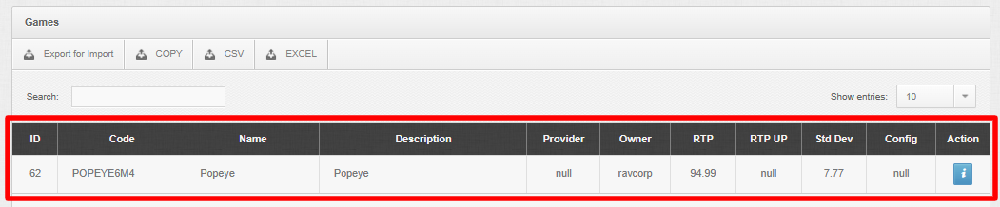 Games
Export for Import COPY CSV EXCEL
Search: Show entries: 10
ID Code Name Description Provider Owner RTP RTP UP Std Dev Config Action
62 POPEYE6M4 Popeye Popeye null ravcorp 94.99 null 7.77 null i